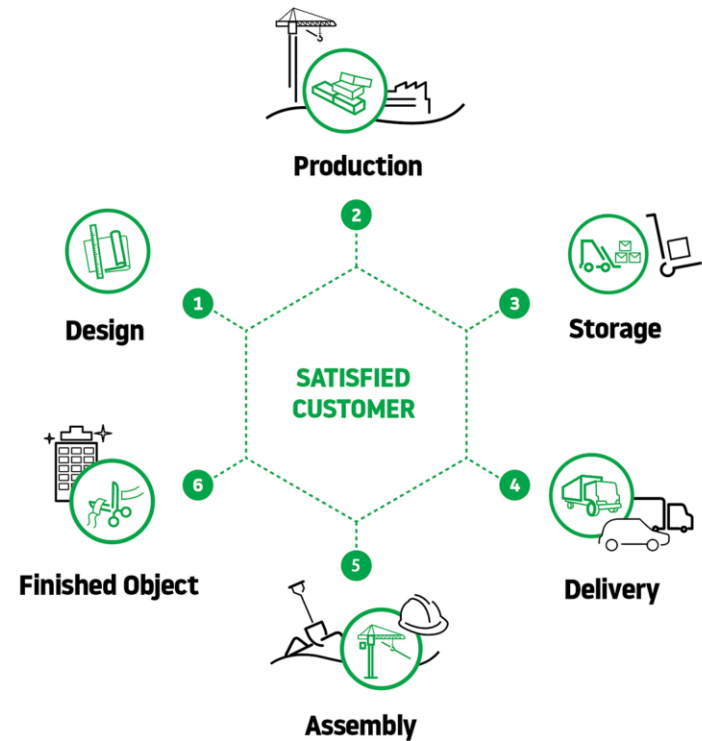 Production
2
Design
1
3
Storage
SATISFIED
CUSTOMER
6
4
Finished Object
5
Delivery
Assembly